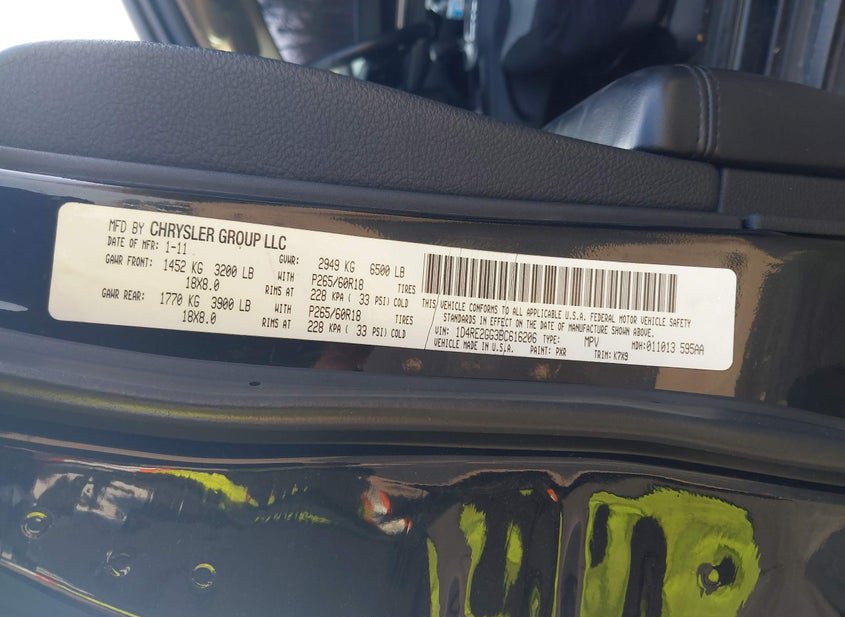 MFD BY CHRYSLER GROUP LLC
DATE OF MFR: 1-11 GVWR: 2949 KG 6500 LB
GAWR FRONT: 1452 KG 3200 LB WITH P265/60R18 TIRES
18X8.0 RIMS AT 228 KPA ( 33 PSI) COLD
GAWR REAR: 1770 KG 3900 LB WITH P265/60R18 TIRES
18X8.0 RIMS AT 228 KPA ( 33 PSI) COLD
THIS VEHICLE CONFORMS TO ALL APPLICABLE U.S.A. FEDERAL MOTOR VEHICLE SAFETY
STANDARDS IN EFFECT ON THE DATE OF MANUFACTURE SHOWN ABOVE.
VIN: 1D4RE2GG3BC616206 TYPE: MPV MDH:011013 595AA
VEHICLE MADE IN U.S.A. PAINT: PXR TRIM: K7X9